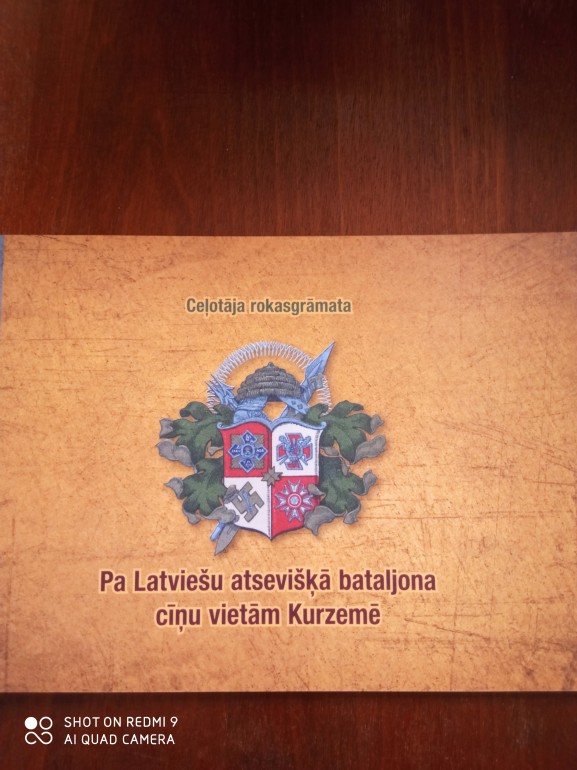 Ceļotāja rokasgrāmata
Pa Latviešu atsevišķā bataljona
cīņu vietām Kurzemē
SHOT ON REDMI 9
AI QUAD CAMERA